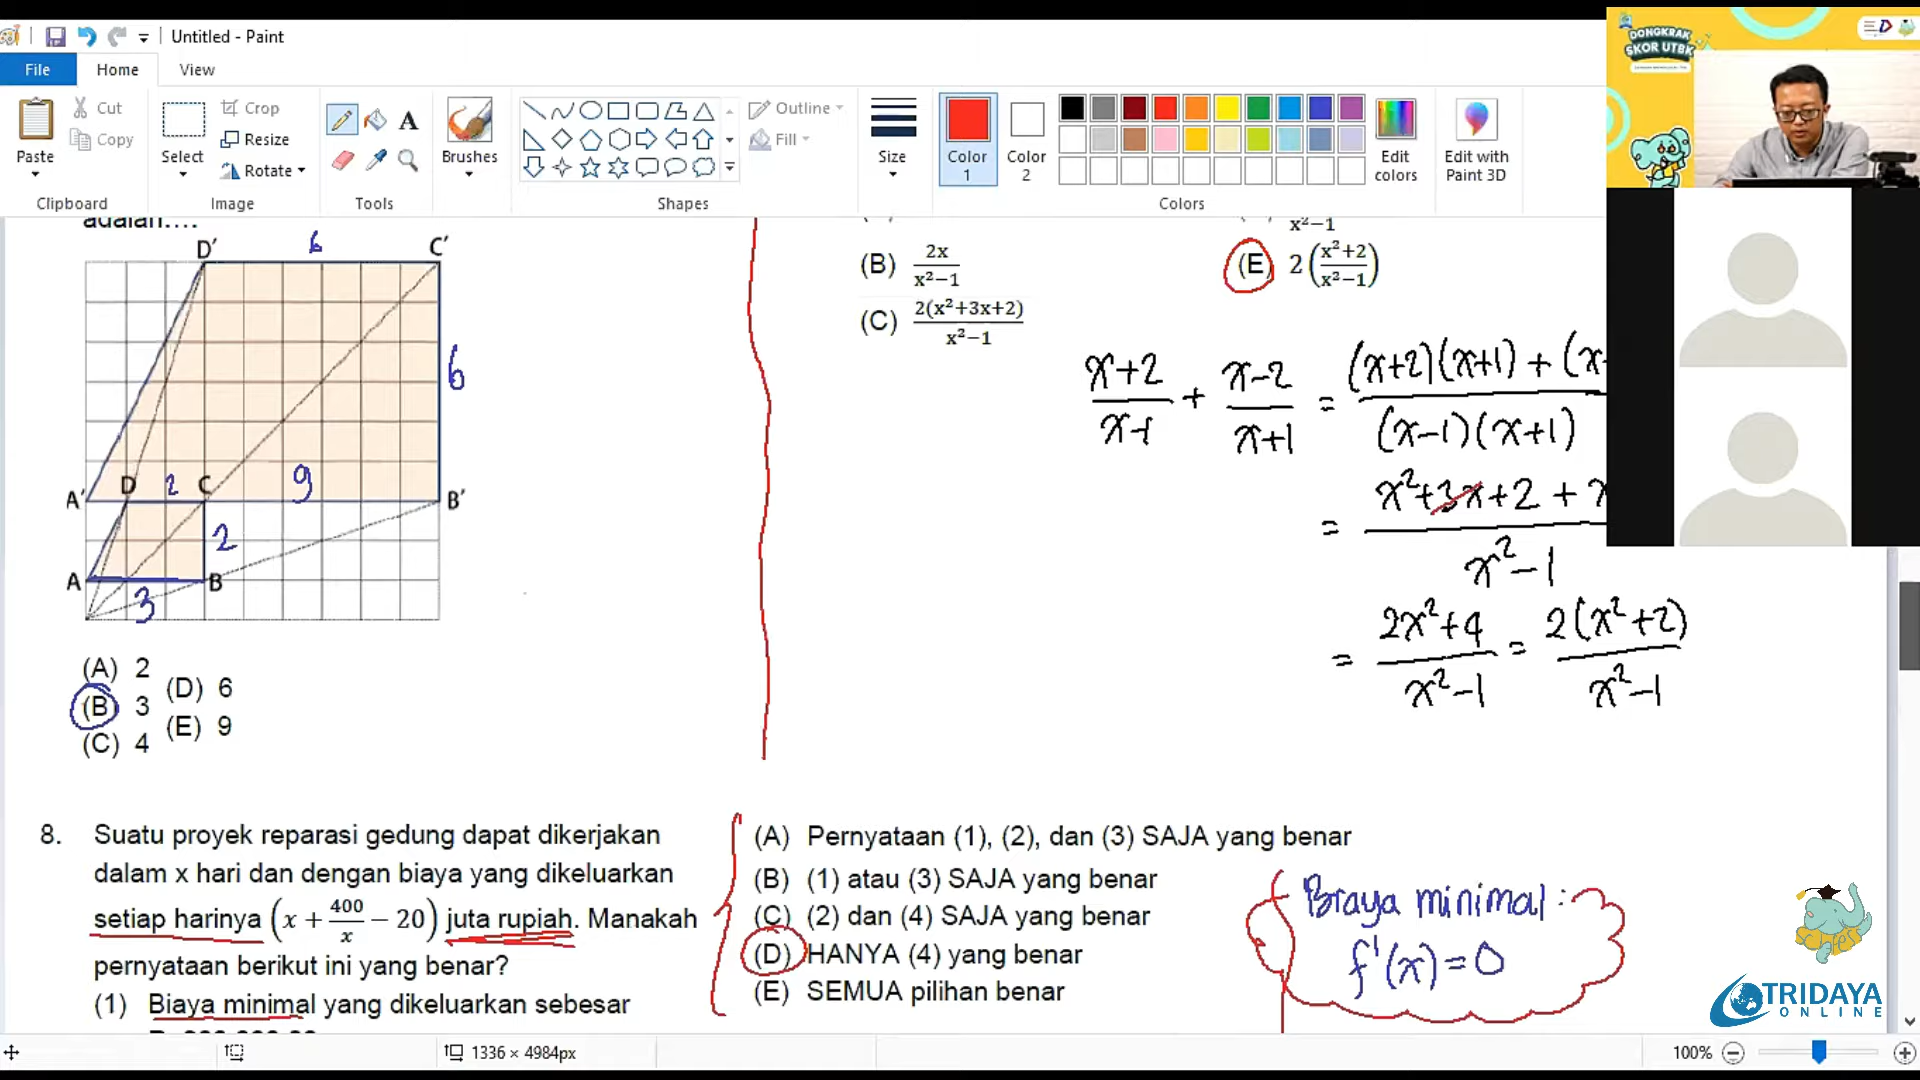 Untitled - Paint
File
Home
View
Paste
Cut
Copy
Clipboard
Select
Crop
Resize
Rotate
Image
A
Tools
Brushes
Shapes
Outline
Fill
Size
Color 1
Color 2
Colors
Edit colors
Edit with Paint 3D
DONGKRAK
SKOR UTBK
adalah....
D' 6 C'
6
A' D 2 C 9 B'
2
A B
3
(A) 2
(B) 3
(C) 4
(D) 6
(E) 9
x²−1
(B) 2x/(x²−1)
(E) 2((x²+2)/(x²−1))
(C) 2(x²+3x+2)/(x²−1)
(x+2)/(x-1) + (x-2)/(x+1) = (x+2)(x+1) + (x- / (x-1)(x+1)
= x²+3x+2 + x / x²-1
= (2x²+4)/(x²-1) = 2(x²+2)/(x²-1)
8. Suatu proyek reparasi gedung dapat dikerjakan
dalam x hari dan dengan biaya yang dikeluarkan
setiap harinya (x + 400/x − 20) juta rupiah. Manakah
pernyataan berikut ini yang benar?
(1) Biaya minimal yang dikeluarkan sebesar
(A) Pernyataan (1), (2), dan (3) SAJA yang benar
(B) (1) atau (3) SAJA yang benar
(C) (2) dan (4) SAJA yang benar
(D) HANYA (4) yang benar
(E) SEMUA pilihan benar
Biaya minimal :
f'(x) = 0
TRIDAYA
ONLINE
1336 × 4984px
100%